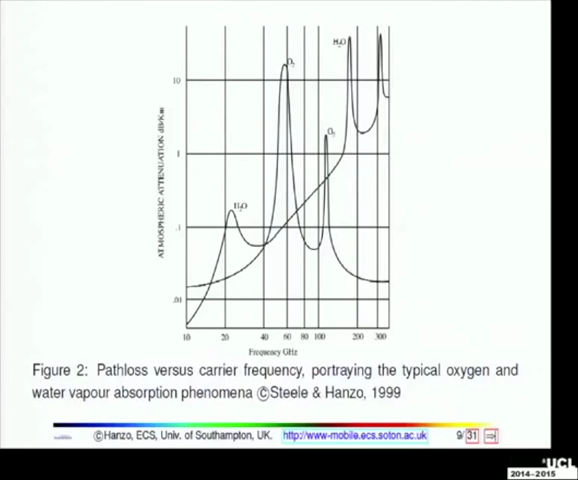 H₂O
O₂
10
ATMOSPHERIC ATTENUATION dB/Km
O₂
1
H₂O
.1
.01
10 20 40 60 80 100 200 300
Frequency GHz
Figure 2: Pathloss versus carrier frequency, portraying the typical oxygen and
water vapour absorption phenomena ©Steele & Hanzo, 1999
©Hanzo, ECS, Univ. of Southampton, UK. http://www-mobile.ecs.soton.ac.uk 9/31
UCL
2014–2015